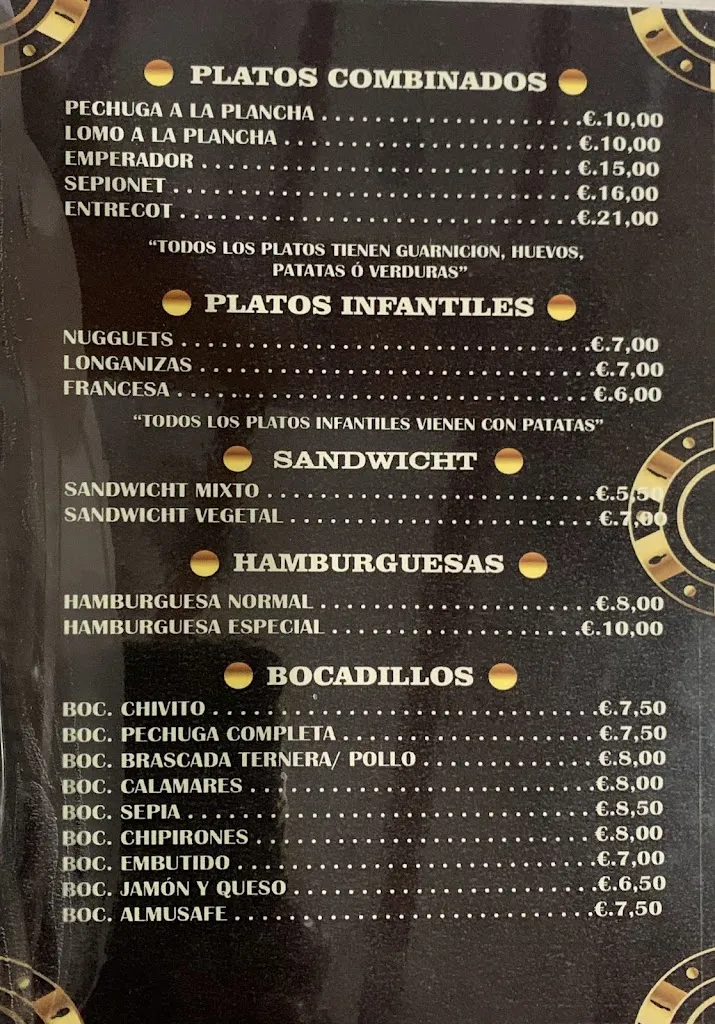 PLATOS COMBINADOS
PECHUGA A LA PLANCHA . . . . . . . . . . . . . . . . . . . . . .€.10,00
LOMO A LA PLANCHA . . . . . . . . . . . . . . . . . . . . . . . . . €.10,00
EMPERADOR . . . . . . . . . . . . . . . . . . . . . . . . . . . . . . . . €.15,00
SEPIONET . . . . . . . . . . . . . . . . . . . . . . . . . . . . . . . . . . €.16,00
ENTRECOT . . . . . . . . . . . . . . . . . . . . . . . . . . . . . . . . . .€.21,00
“TODOS LOS PLATOS TIENEN GUARNICION, HUEVOS,
PATATAS Ó VERDURAS”
PLATOS INFANTILES
NUGGUETS . . . . . . . . . . . . . . . . . . . . . . . . . . . . . . . . . . .€.7,00
LONGANIZAS . . . . . . . . . . . . . . . . . . . . . . . . . . . . . . . . . .€.7,00
FRANCESA . . . . . . . . . . . . . . . . . . . . . . . . . . . . . . . . . . . €.6,00
“TODOS LOS PLATOS INFANTILES VIENEN CON PATATAS”
SANDWICHT
SANDWICHT MIXTO . . . . . . . . . . . . . . . . . . . . . . . . . . . .€.5,50
SANDWICHT VEGETAL . . . . . . . . . . . . . . . . . . . . . . . . . . €.7,00
HAMBURGUESAS
HAMBURGUESA NORMAL . . . . . . . . . . . . . . . . . . . . . . .€.8,00
HAMBURGUESA ESPECIAL . . . . . . . . . . . . . . . . . . . . .€.10,00
BOCADILLOS
BOC. CHIVITO . . . . . . . . . . . . . . . . . . . . . . . . . . . . . . . . .€.7,50
BOC. PECHUGA COMPLETA . . . . . . . . . . . . . . . . . . . . . €.7,50
BOC. BRASCADA TERNERA/ POLLO . . . . . . . . . . . . . . €.8,00
BOC. CALAMARES . . . . . . . . . . . . . . . . . . . . . . . . . . . . .€.8,00
BOC. SEPIA . . . . . . . . . . . . . . . . . . . . . . . . . . . . . . . . . . .€.8,50
BOC. CHIPIRONES . . . . . . . . . . . . . . . . . . . . . . . . . . . . €.8,00
BOC. EMBUTIDO . . . . . . . . . . . . . . . . . . . . . . . . . . . . . . €.7,00
BOC. JAMÓN Y QUESO . . . . . . . . . . . . . . . . . . . . . . . . . .€.6,50
BOC. ALMUSAFE . . . . . . . . . . . . . . . . . . . . . . . . . . . . . . .€.7,50